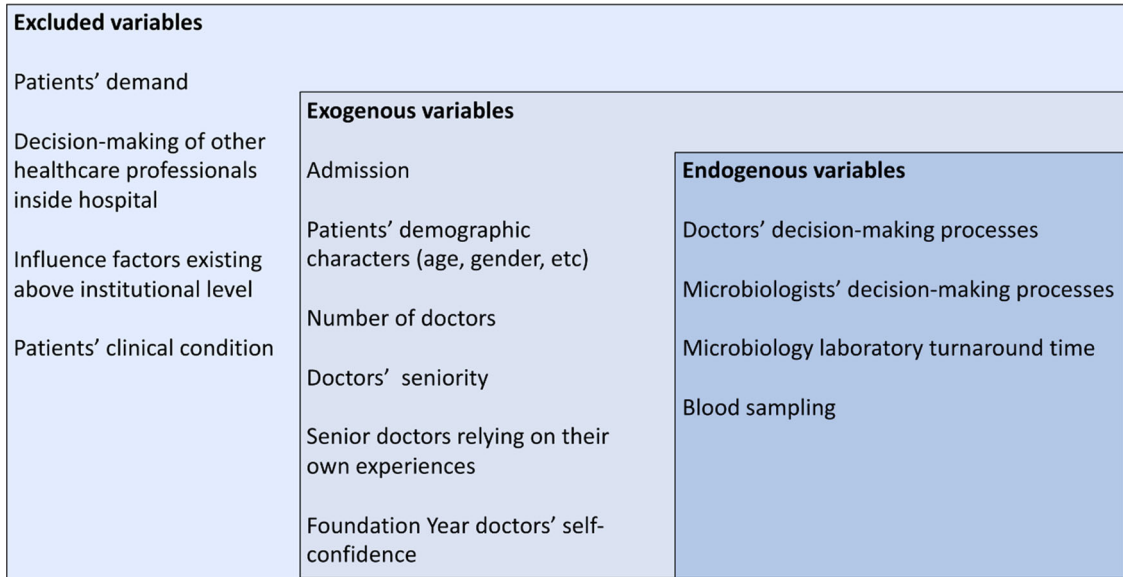 Excluded variables
Patients’ demand
Decision-making of other
healthcare professionals
inside hospital
Influence factors existing
above institutional level
Patients’ clinical condition
Exogenous variables
Admission
Patients’ demographic
characters (age, gender, etc)
Number of doctors
Doctors’ seniority
Senior doctors relying on their
own experiences
Foundation Year doctors’ self-
confidence
Endogenous variables
Doctors’ decision-making processes
Microbiologists’ decision-making processes
Microbiology laboratory turnaround time
Blood sampling